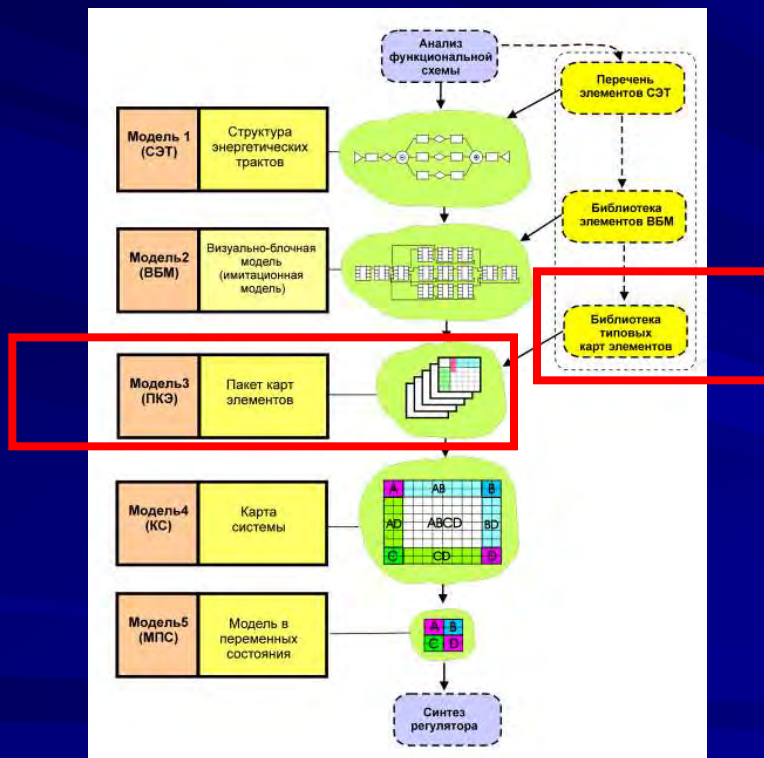 Анализ
функциональной
схемы
Перечень
элементов СЭТ
Модель 1
(СЭТ)
Структура
энергетических
трактов
Библиотека
элементов ВБМ
Модель2
(ВБМ)
Визуально-блочная
модель
(имитационная
модель)
Библиотека
типовых
карт элементов
Модель3
(ПКЭ)
Пакет карт
элементов
Модель4
(КС)
Карта
системы
A
AB
B
AD
ABCD
BD
C
CD
D
Модель5
(МПС)
Модель в
переменных
состояния
A B
C D
Синтез
регулятора